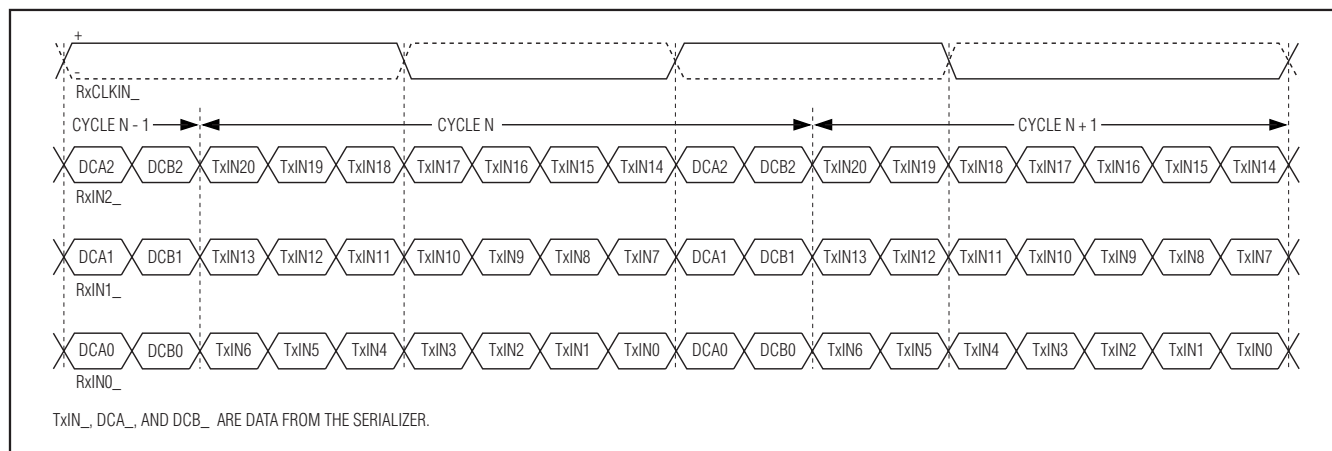 +
–
RxCLKIN_
CYCLE N - 1 CYCLE N CYCLE N + 1
DCA2 DCB2 TxIN20 TxIN19 TxIN18 TxIN17 TxIN16 TxIN15 TxIN14 DCA2 DCB2 TxIN20 TxIN19 TxIN18 TxIN17 TxIN16 TxIN15 TxIN14
RxIN2_
DCA1 DCB1 TxIN13 TxIN12 TxIN11 TxIN10 TxIN9 TxIN8 TxIN7 DCA1 DCB1 TxIN13 TxIN12 TxIN11 TxIN10 TxIN9 TxIN8 TxIN7
RxIN1_
DCA0 DCB0 TxIN6 TxIN5 TxIN4 TxIN3 TxIN2 TxIN1 TxIN0 DCA0 DCB0 TxIN6 TxIN5 TxIN4 TxIN3 TxIN2 TxIN1 TxIN0
RxIN0_
TxIN_, DCA_, AND DCB_ ARE DATA FROM THE SERIALIZER.